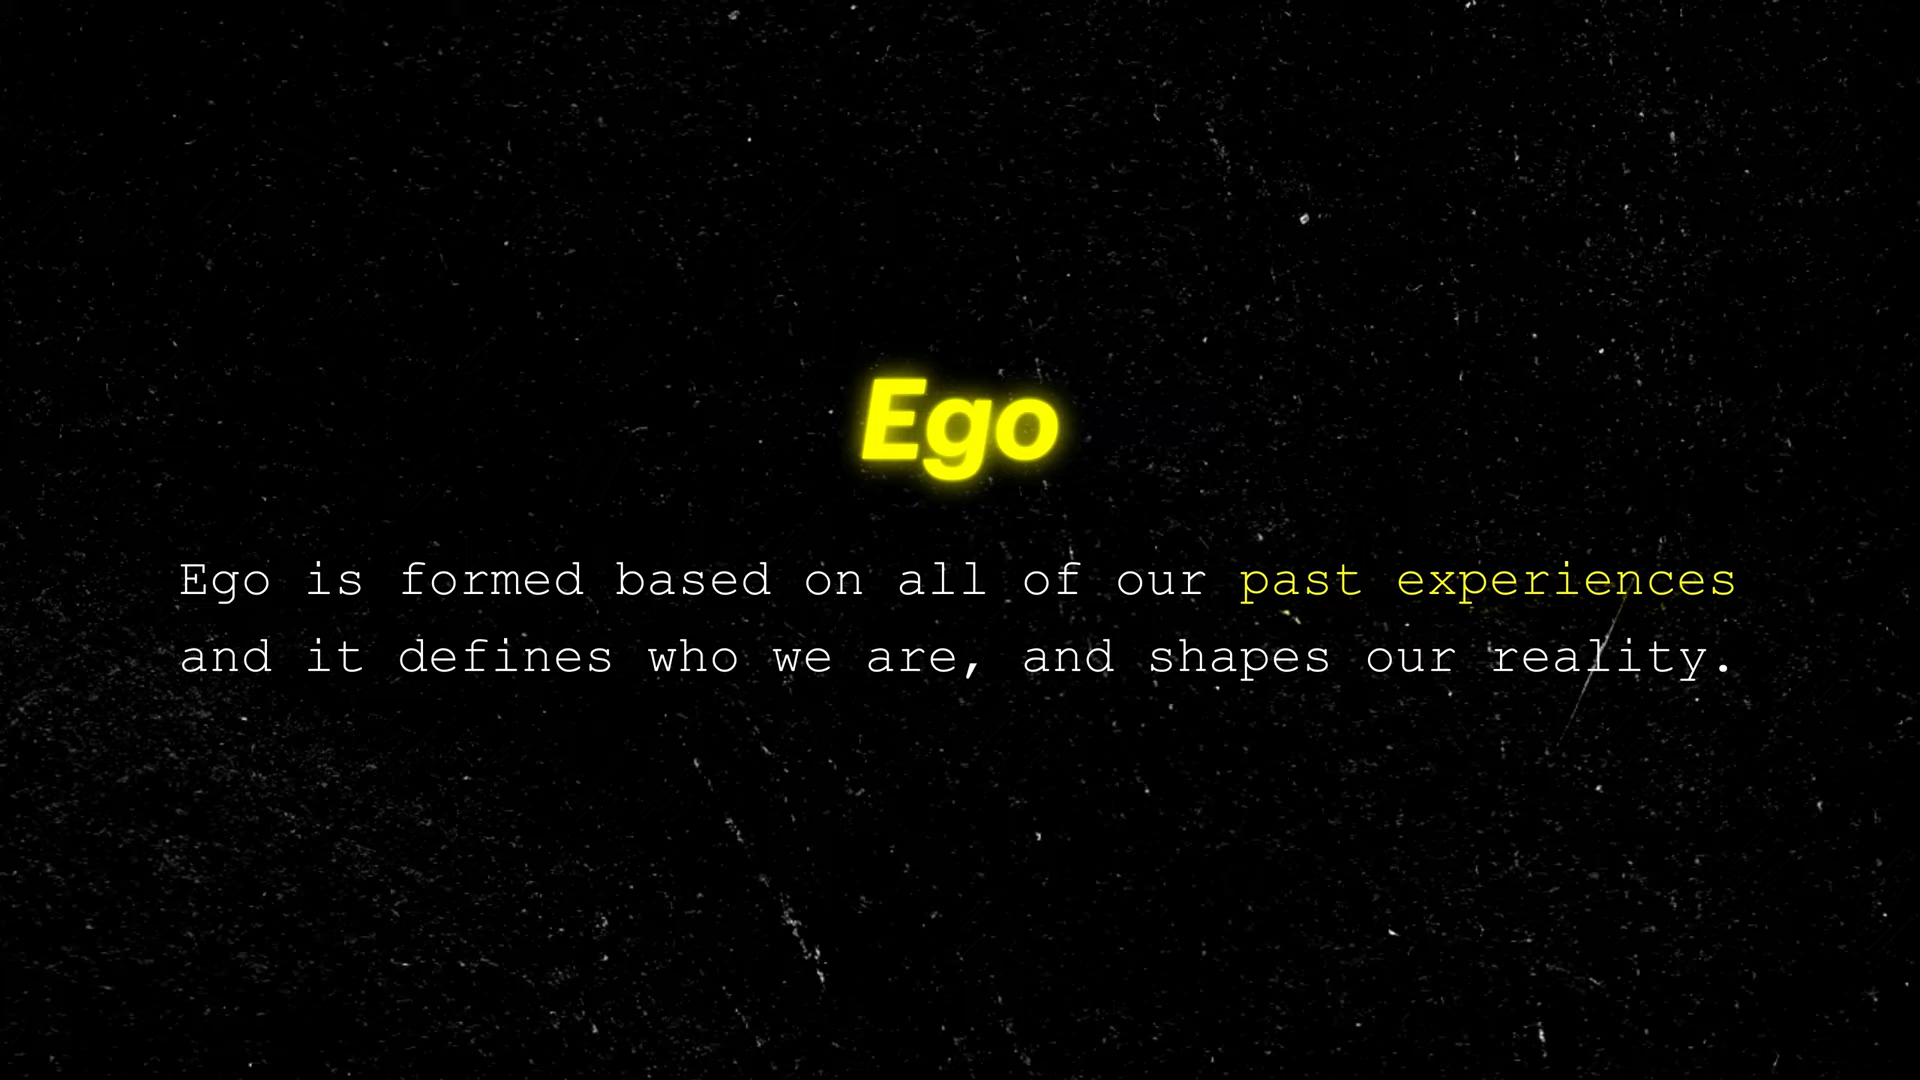 Ego
Ego is formed based on all of our past experiences
and it defines who we are, and shapes our reality.